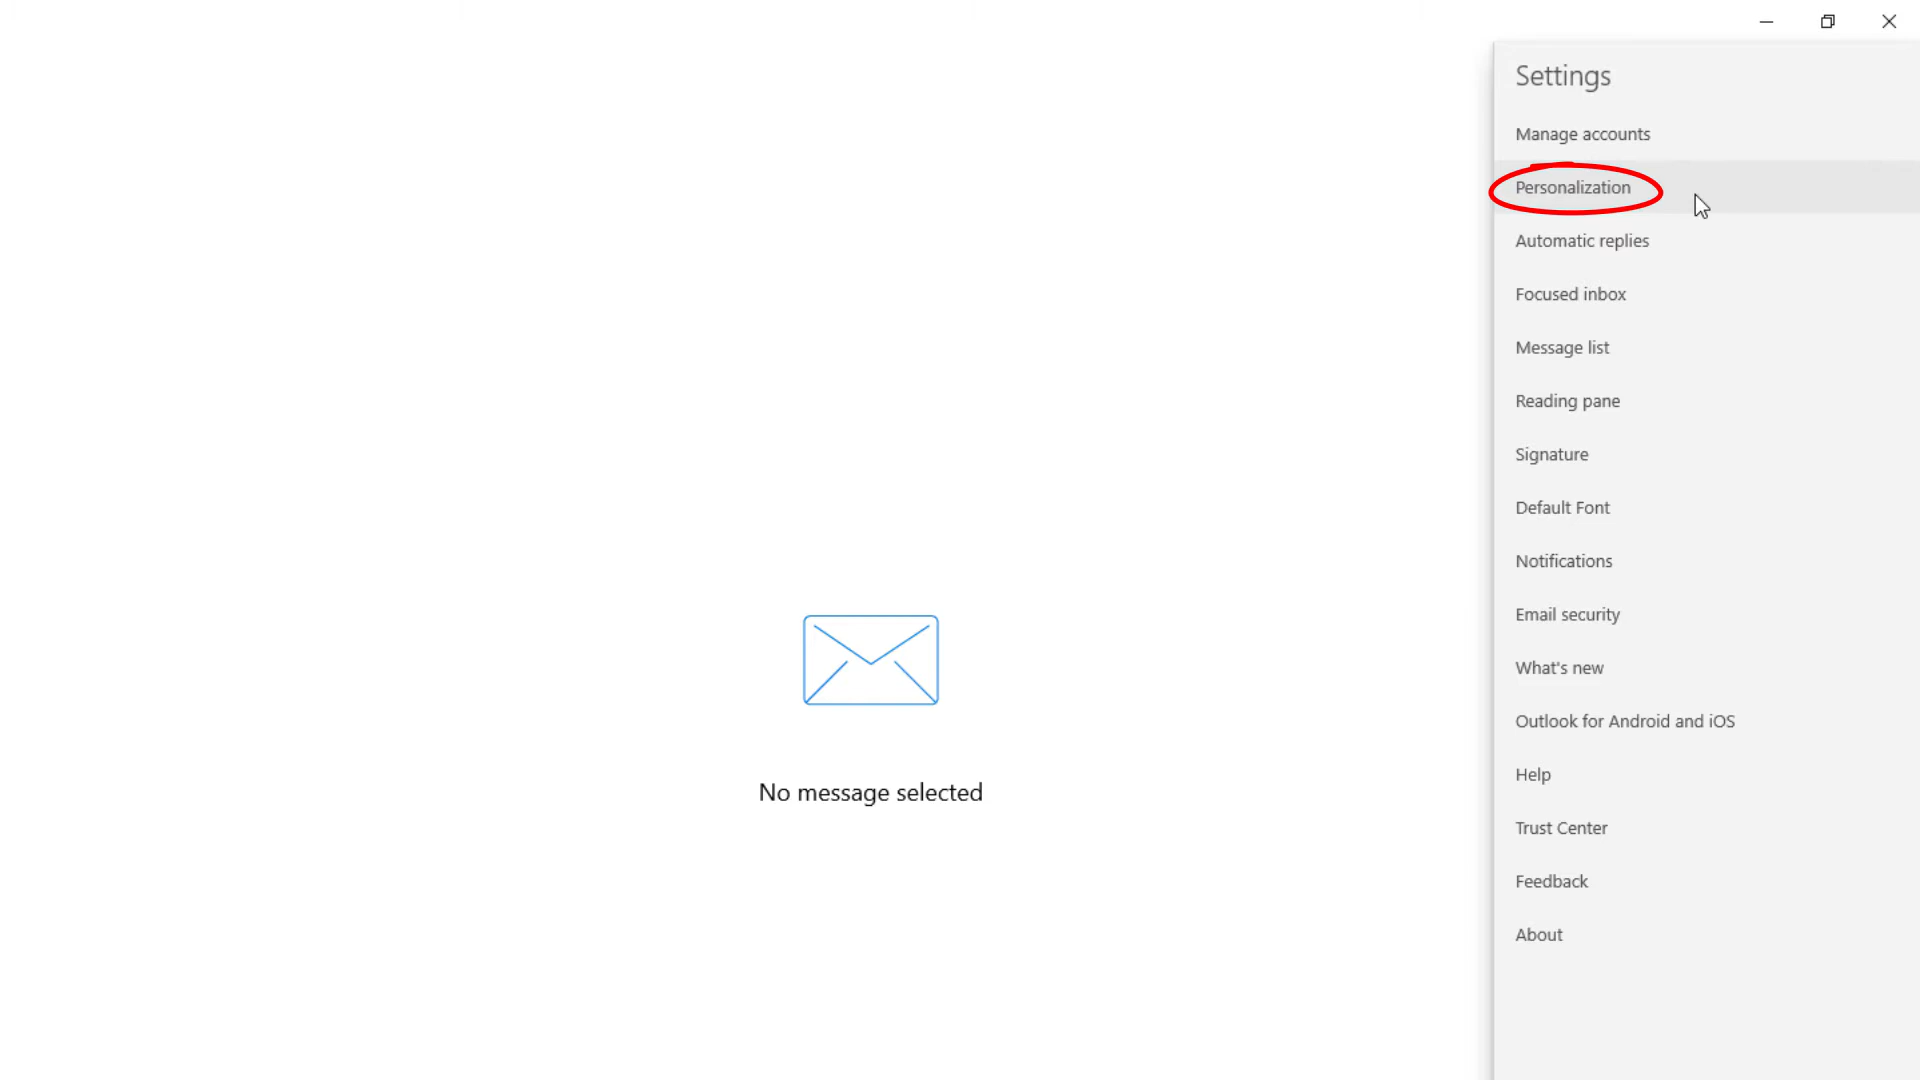 Settings
Manage accounts
Personalization
Automatic replies
Focused inbox
Message list
Reading pane
Signature
Default Font
Notifications
Email security
What's new
Outlook for Android and iOS
Help
Trust Center
Feedback
About
No message selected